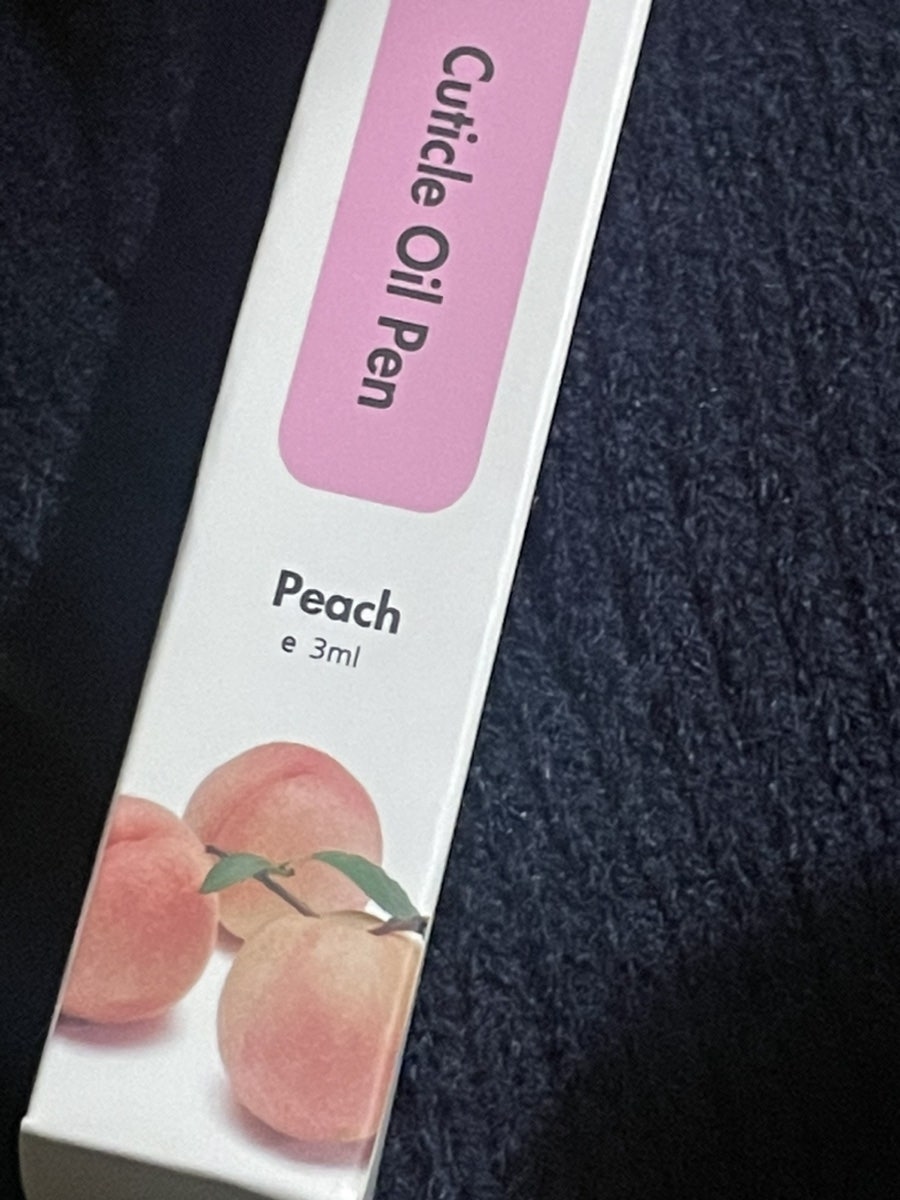 Cuticle Oil Pen
Peach
e 3ml